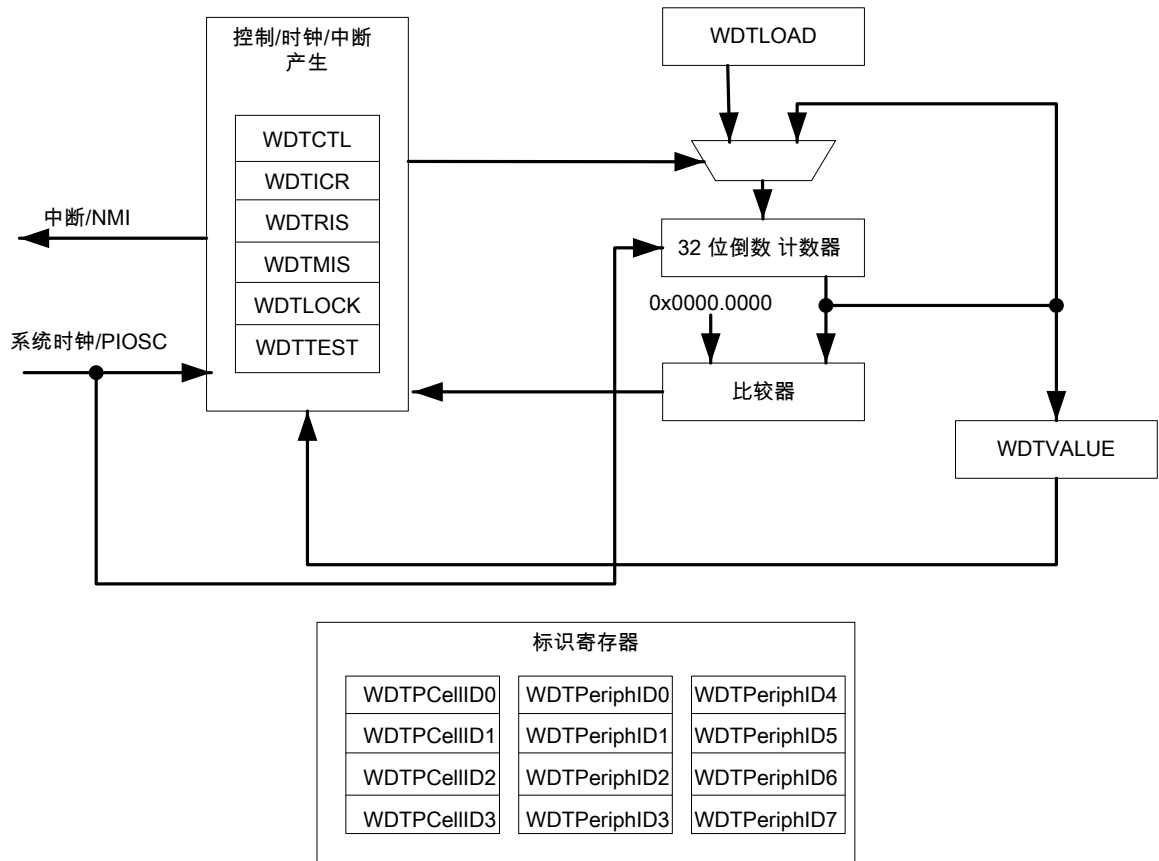 控制/时钟/中断
产生
WDTCTL
WDTICR
WDTRIS
WDTMIS
WDTLOCK
WDTTEST
中断/NMI
系统时钟/PIOSC
WDTLOAD
32 位倒数 计数器
0x0000.0000
比较器
WDTVALUE
标识寄存器
WDTPCellID0 WDTPeriphID0 WDTPeriphID4
WDTPCellID1 WDTPeriphID1 WDTPeriphID5
WDTPCellID2 WDTPeriphID2 WDTPeriphID6
WDTPCellID3 WDTPeriphID3 WDTPeriphID7